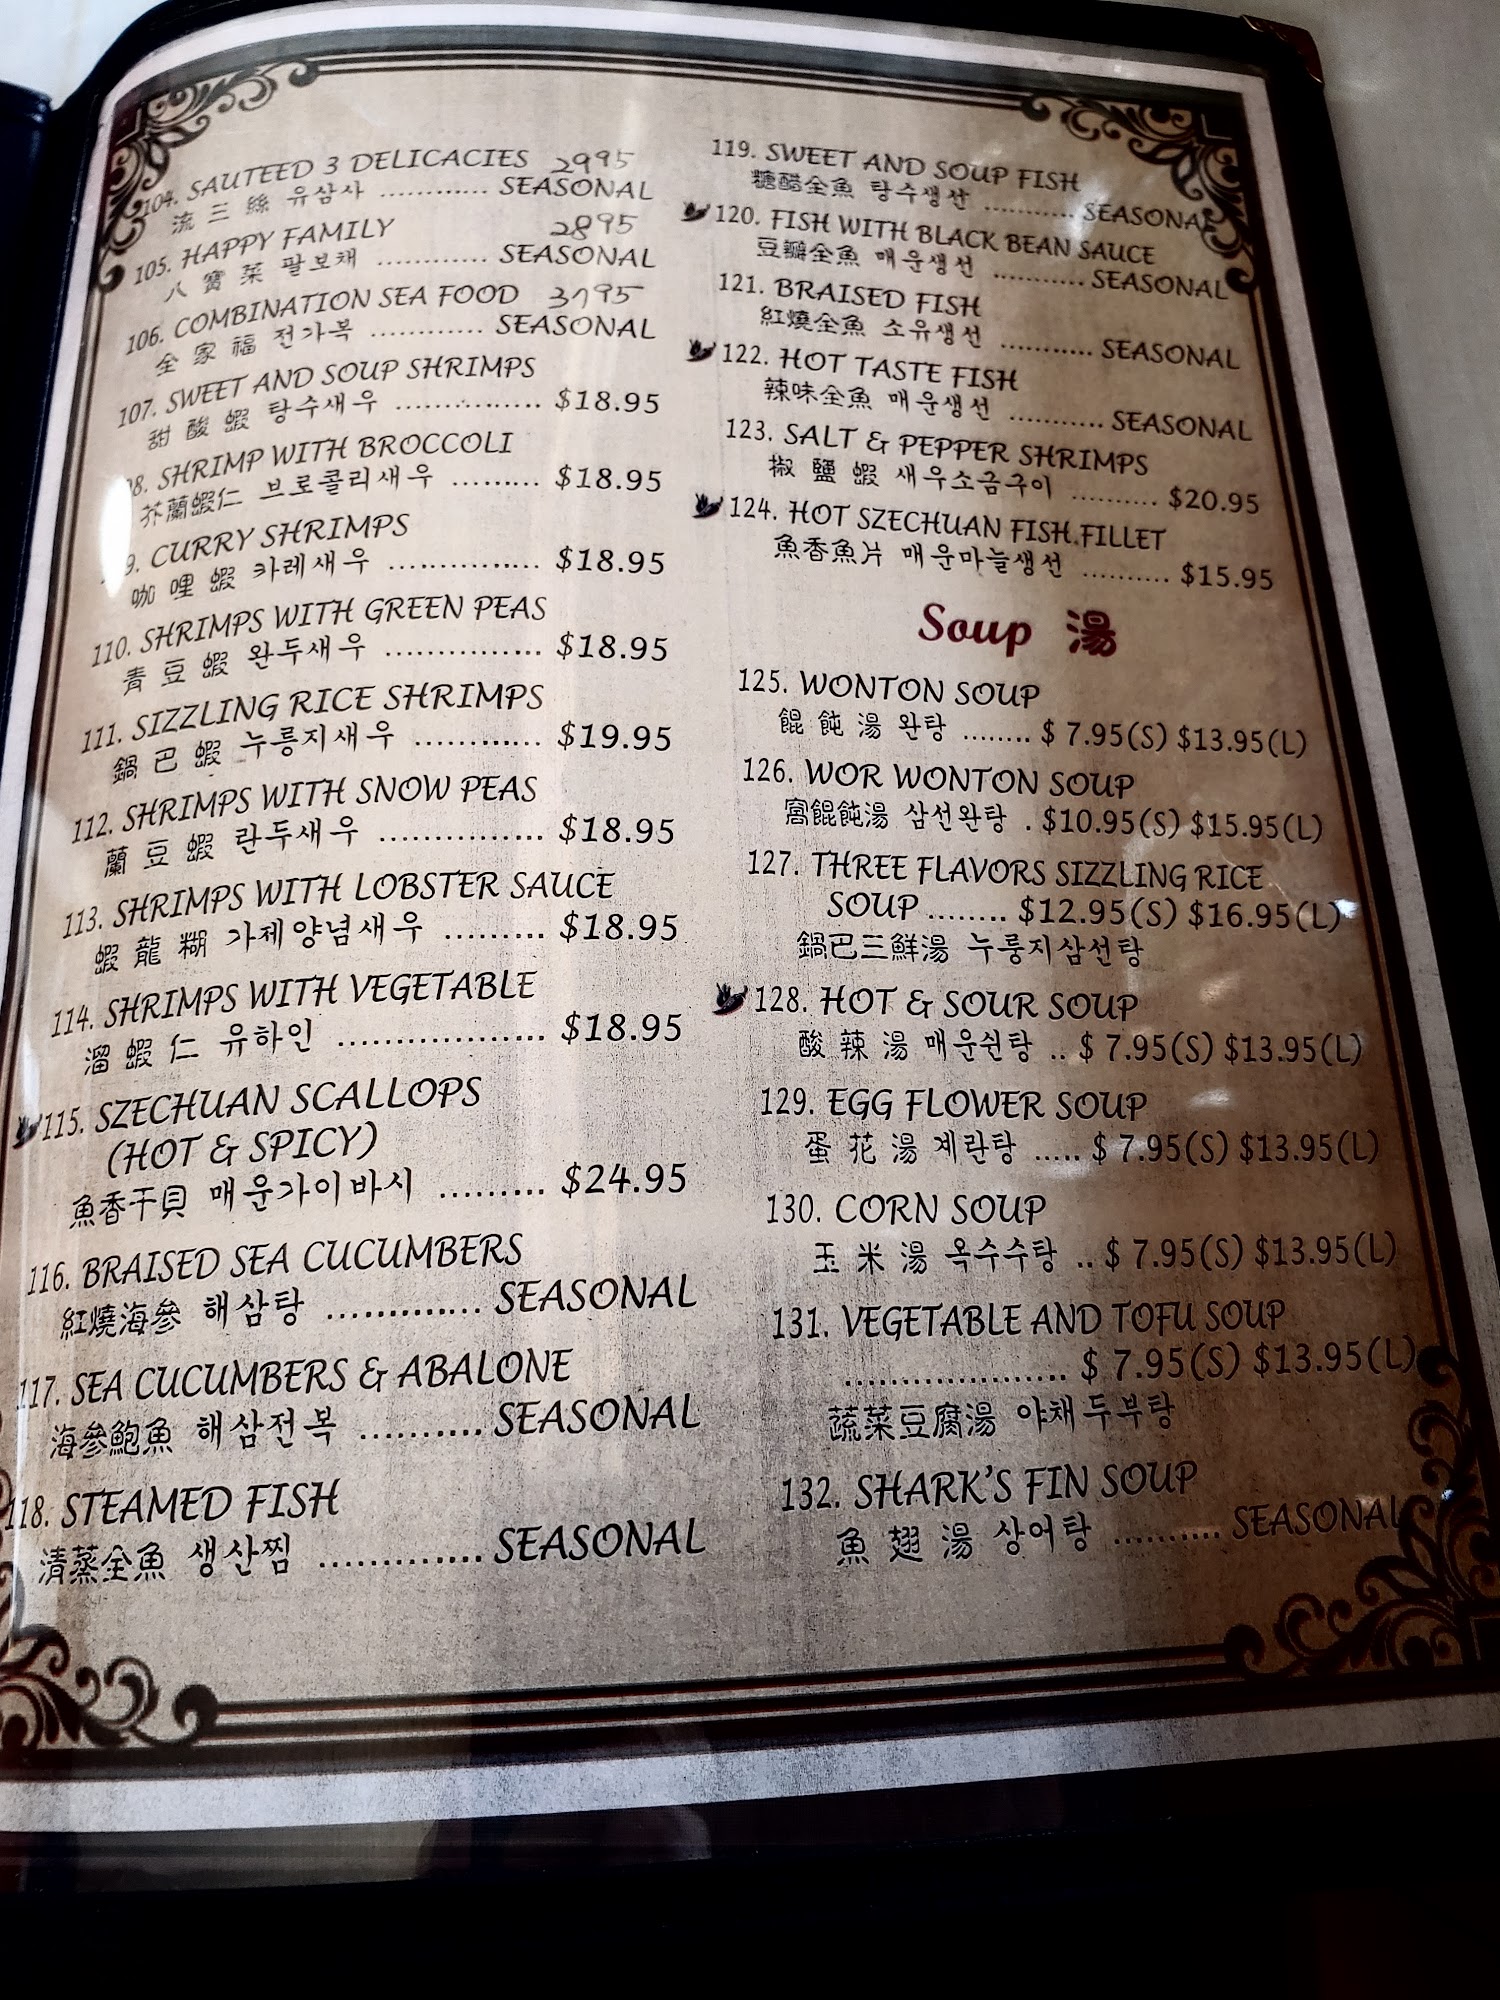 104. SAUTEED 3 DELICACIES 2995
流三絲 유삼사 ............ SEASONAL
105. HAPPY FAMILY 2895
八寶菜 팔보채 ............ SEASONAL
106. COMBINATION SEA FOOD 3795
全家福 전가복 ............ SEASONAL
107. SWEET AND SOUP SHRIMPS
甜酸蝦 탕수새우 ............... $18.95
8. SHRIMP WITH BROCCOLI
芥蘭蝦仁 브로콜리새우 ......... $18.95
9. CURRY SHRIMPS
咖哩蝦 카레새우 ............... $18.95
110. SHRIMPS WITH GREEN PEAS
青豆蝦 완두새우 ............... $18.95
111. SIZZLING RICE SHRIMPS
鍋巴蝦 누룽지새우 ............ $19.95
112. SHRIMPS WITH SNOW PEAS
蘭豆蝦 란두새우 ................ $18.95
113. SHRIMPS WITH LOBSTER SAUCE
蝦龍糊 가제양념새우 ......... $18.95
114. SHRIMPS WITH VEGETABLE
溜蝦仁 유하인 ................... $18.95
115. SZECHUAN SCALLOPS
(HOT & SPICY)
魚香干貝 매운가이바시 ......... $24.95
116. BRAISED SEA CUCUMBERS
紅燒海參 해삼탕 ............... SEASONAL
117. SEA CUCUMBERS & ABALONE
海參鮑魚 해삼전복 ............ SEASONAL
118. STEAMED FISH
清蒸全魚 생산찜 ............... SEASONAL
119. SWEET AND SOUP FISH
糖醋全魚 탕수생산 ............ SEASONAL
120. FISH WITH BLACK BEAN SAUCE
豆瓣全魚 매운생선 ............ SEASONAL
121. BRAISED FISH
紅燒全魚 소유생선 ............ SEASONAL
122. HOT TASTE FISH
辣味全魚 매운생선 ............ SEASONAL
123. SALT & PEPPER SHRIMPS
椒鹽蝦 새우소금구이 .......... $20.95
124. HOT SZECHUAN FISH.FILLET
魚香魚片 매운마늘생선 .......... $15.95
Soup 湯
125. WONTON SOUP
餛飩湯 완탕 ........ $ 7.95(S) $13.95(L)
126. WOR WONTON SOUP
窩餛飩湯 삼선완탕 . $10.95(S) $15.95(L)
127. THREE FLAVORS SIZZLING RICE
SOUP ........ $12.95(S) $16.95(L)
鍋巴三鮮湯 누룽지삼선탕
128. HOT & SOUR SOUP
酸辣湯 매운쉰탕 .. $ 7.95(S) $13.95(L)
129. EGG FLOWER SOUP
蛋花湯 계란탕 ..... $ 7.95(S) $13.95(L)
130. CORN SOUP
玉米湯 옥수수탕 .. $ 7.95(S) $13.95(L)
131. VEGETABLE AND TOFU SOUP
..................... $ 7.95(S) $13.95(L)
蔬菜豆腐湯 야채두부탕
132. SHARK'S FIN SOUP
魚翅湯 상어탕 .......... SEASONAL